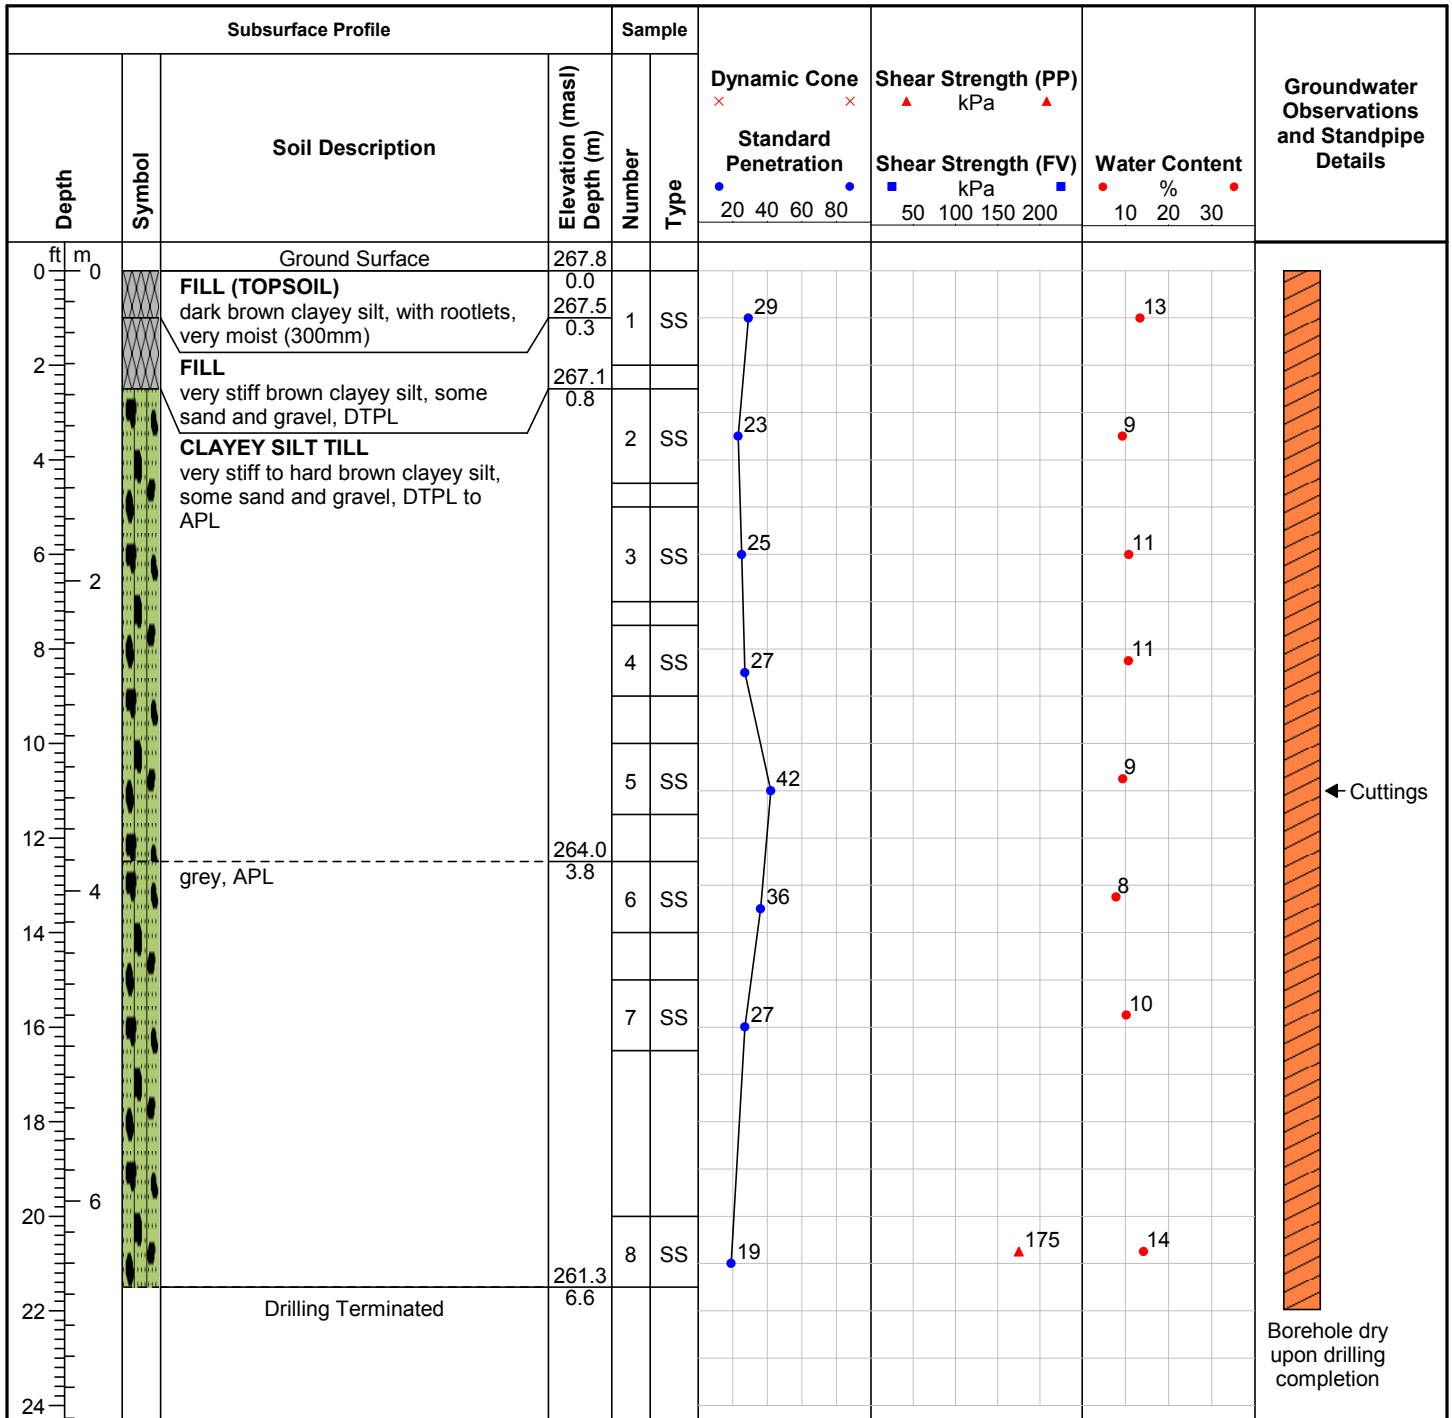 Subsurface Profile
Sample
Depth
Symbol
Soil Description
Elevation (masl)
Depth (m)
Number
Type
Dynamic Cone
Standard
Penetration
20 40 60 80
Shear Strength (PP)
kPa
Shear Strength (FV)
kPa
50 100 150 200
Water Content
%
10 20 30
Groundwater
Observations
and Standpipe
Details
ft m
Ground Surface
267.8
0 0
0.0
FILL (TOPSOIL)
dark brown clayey silt, with rootlets,
very moist (300mm)
267.5
0.3
1 SS
29
13
2
FILL
very stiff brown clayey silt, some
sand and gravel, DTPL
267.1
0.8
2 SS
23
9
4
CLAYEY SILT TILL
very stiff to hard brown clayey silt,
some sand and gravel, DTPL to
APL
6
2
3 SS
25
11
8
4 SS
27
11
10
5 SS
42
9
Cuttings
12
264.0
3.8
grey, APL
4
6 SS
36
8
14
7 SS
27
10
16
18
6
20
8 SS
19
175
14
261.3
6.6
Drilling Terminated
22
Borehole dry
upon drilling
completion
24